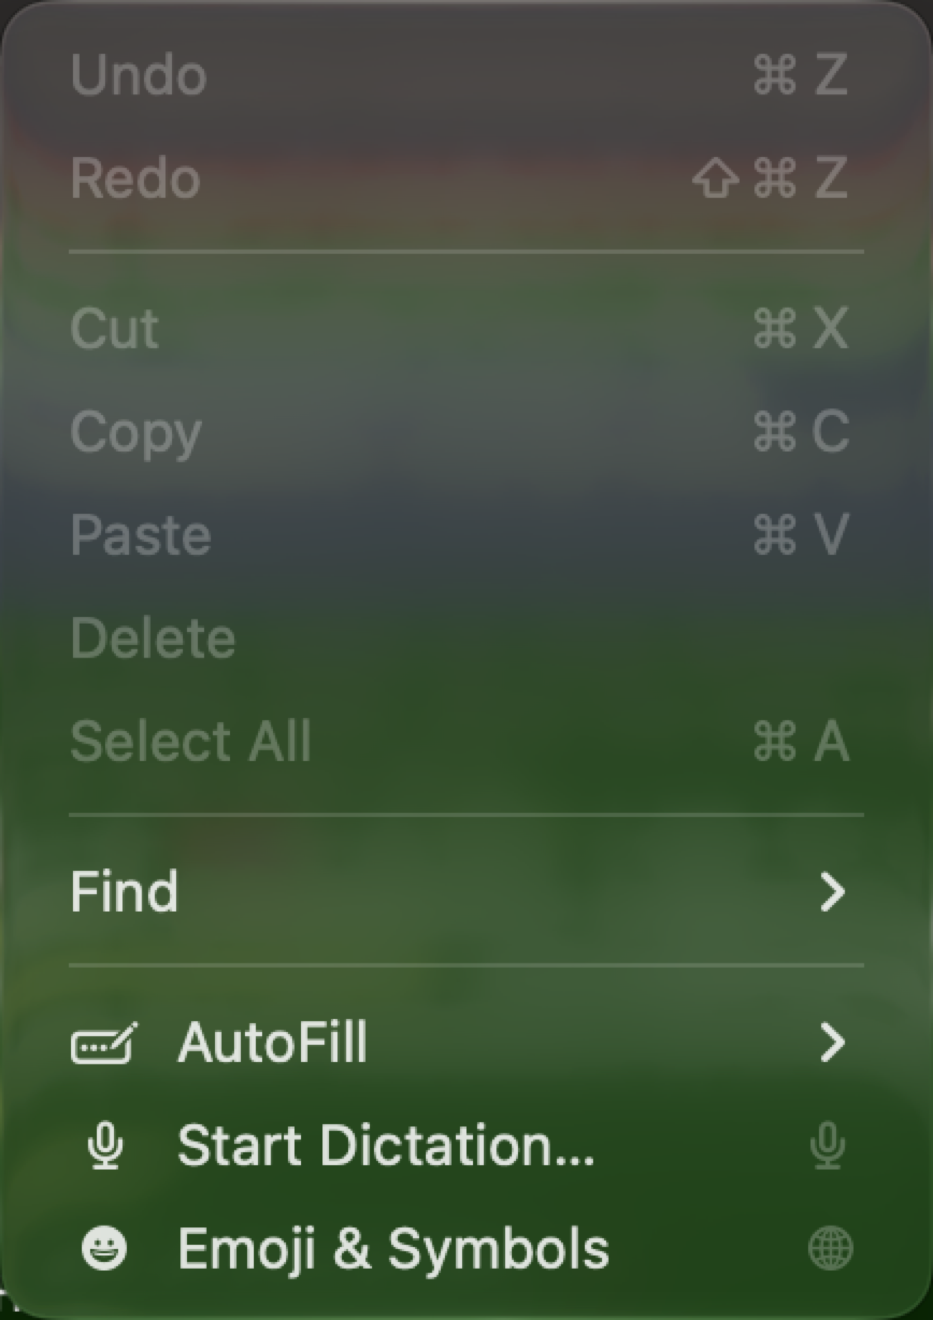 Undo ⌘ Z
Redo ⇧ ⌘ Z
Cut ⌘ X
Copy ⌘ C
Paste ⌘ V
Delete
Select All ⌘ A
Find
AutoFill
Start Dictation...
Emoji & Symbols